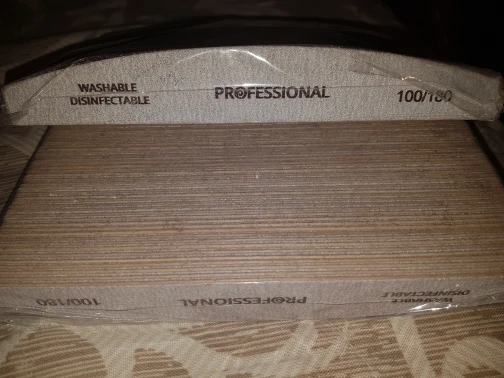 WASHABLE
DISINFECTABLE
PROFESSIONAL
100/180
100/180
PROFESSIONAL
WASHABLE
DISINFECTABLE